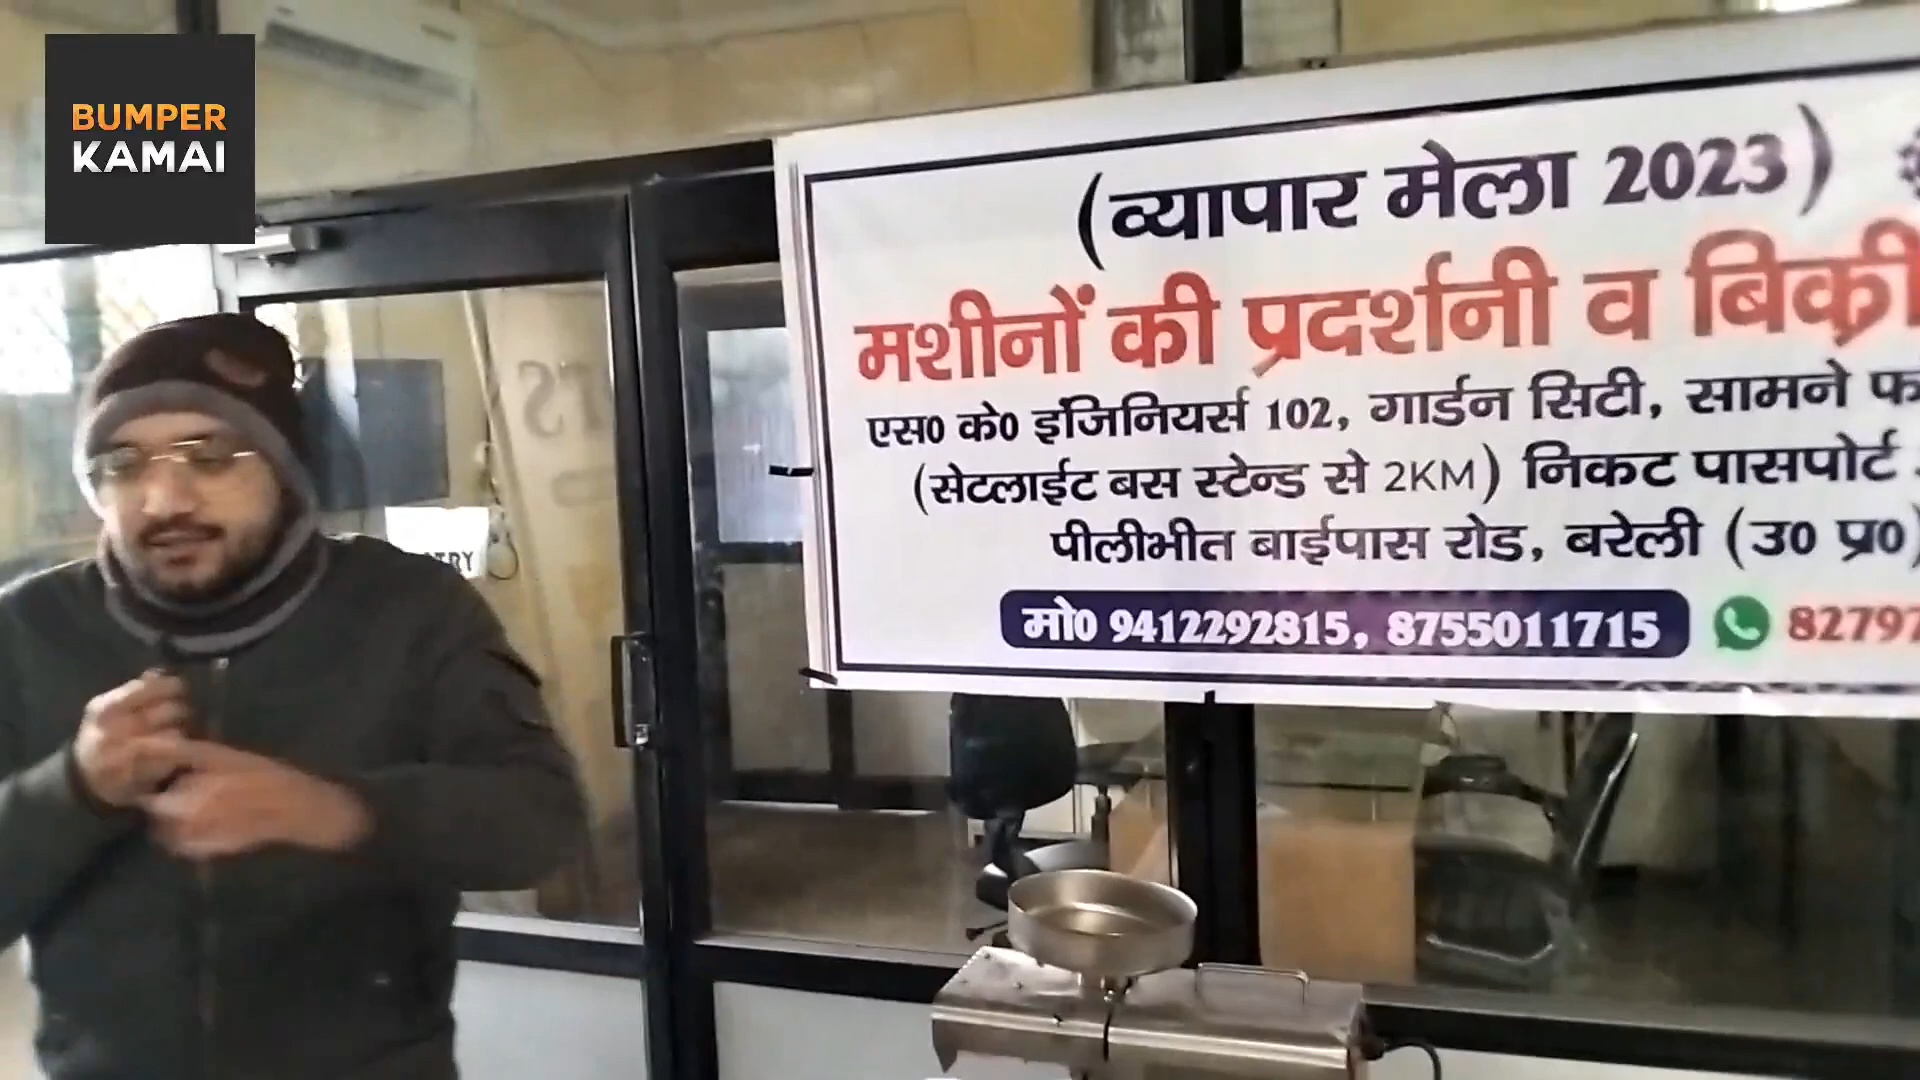 BUMPER
KAMAI
(व्यापार मेला 2023)
मशीनों की प्रदर्शनी व बिक्री
एस0 के0 इंजिनियर्स 102, गार्डन सिटी, सामने
(सेटलाईट बस स्टेन्ड से 2KM) निकट पासपोर्ट
पीलीभीत बाईपास रोड, बरेली (उ0 प्र0)
मो0 9412292815, 8755011715